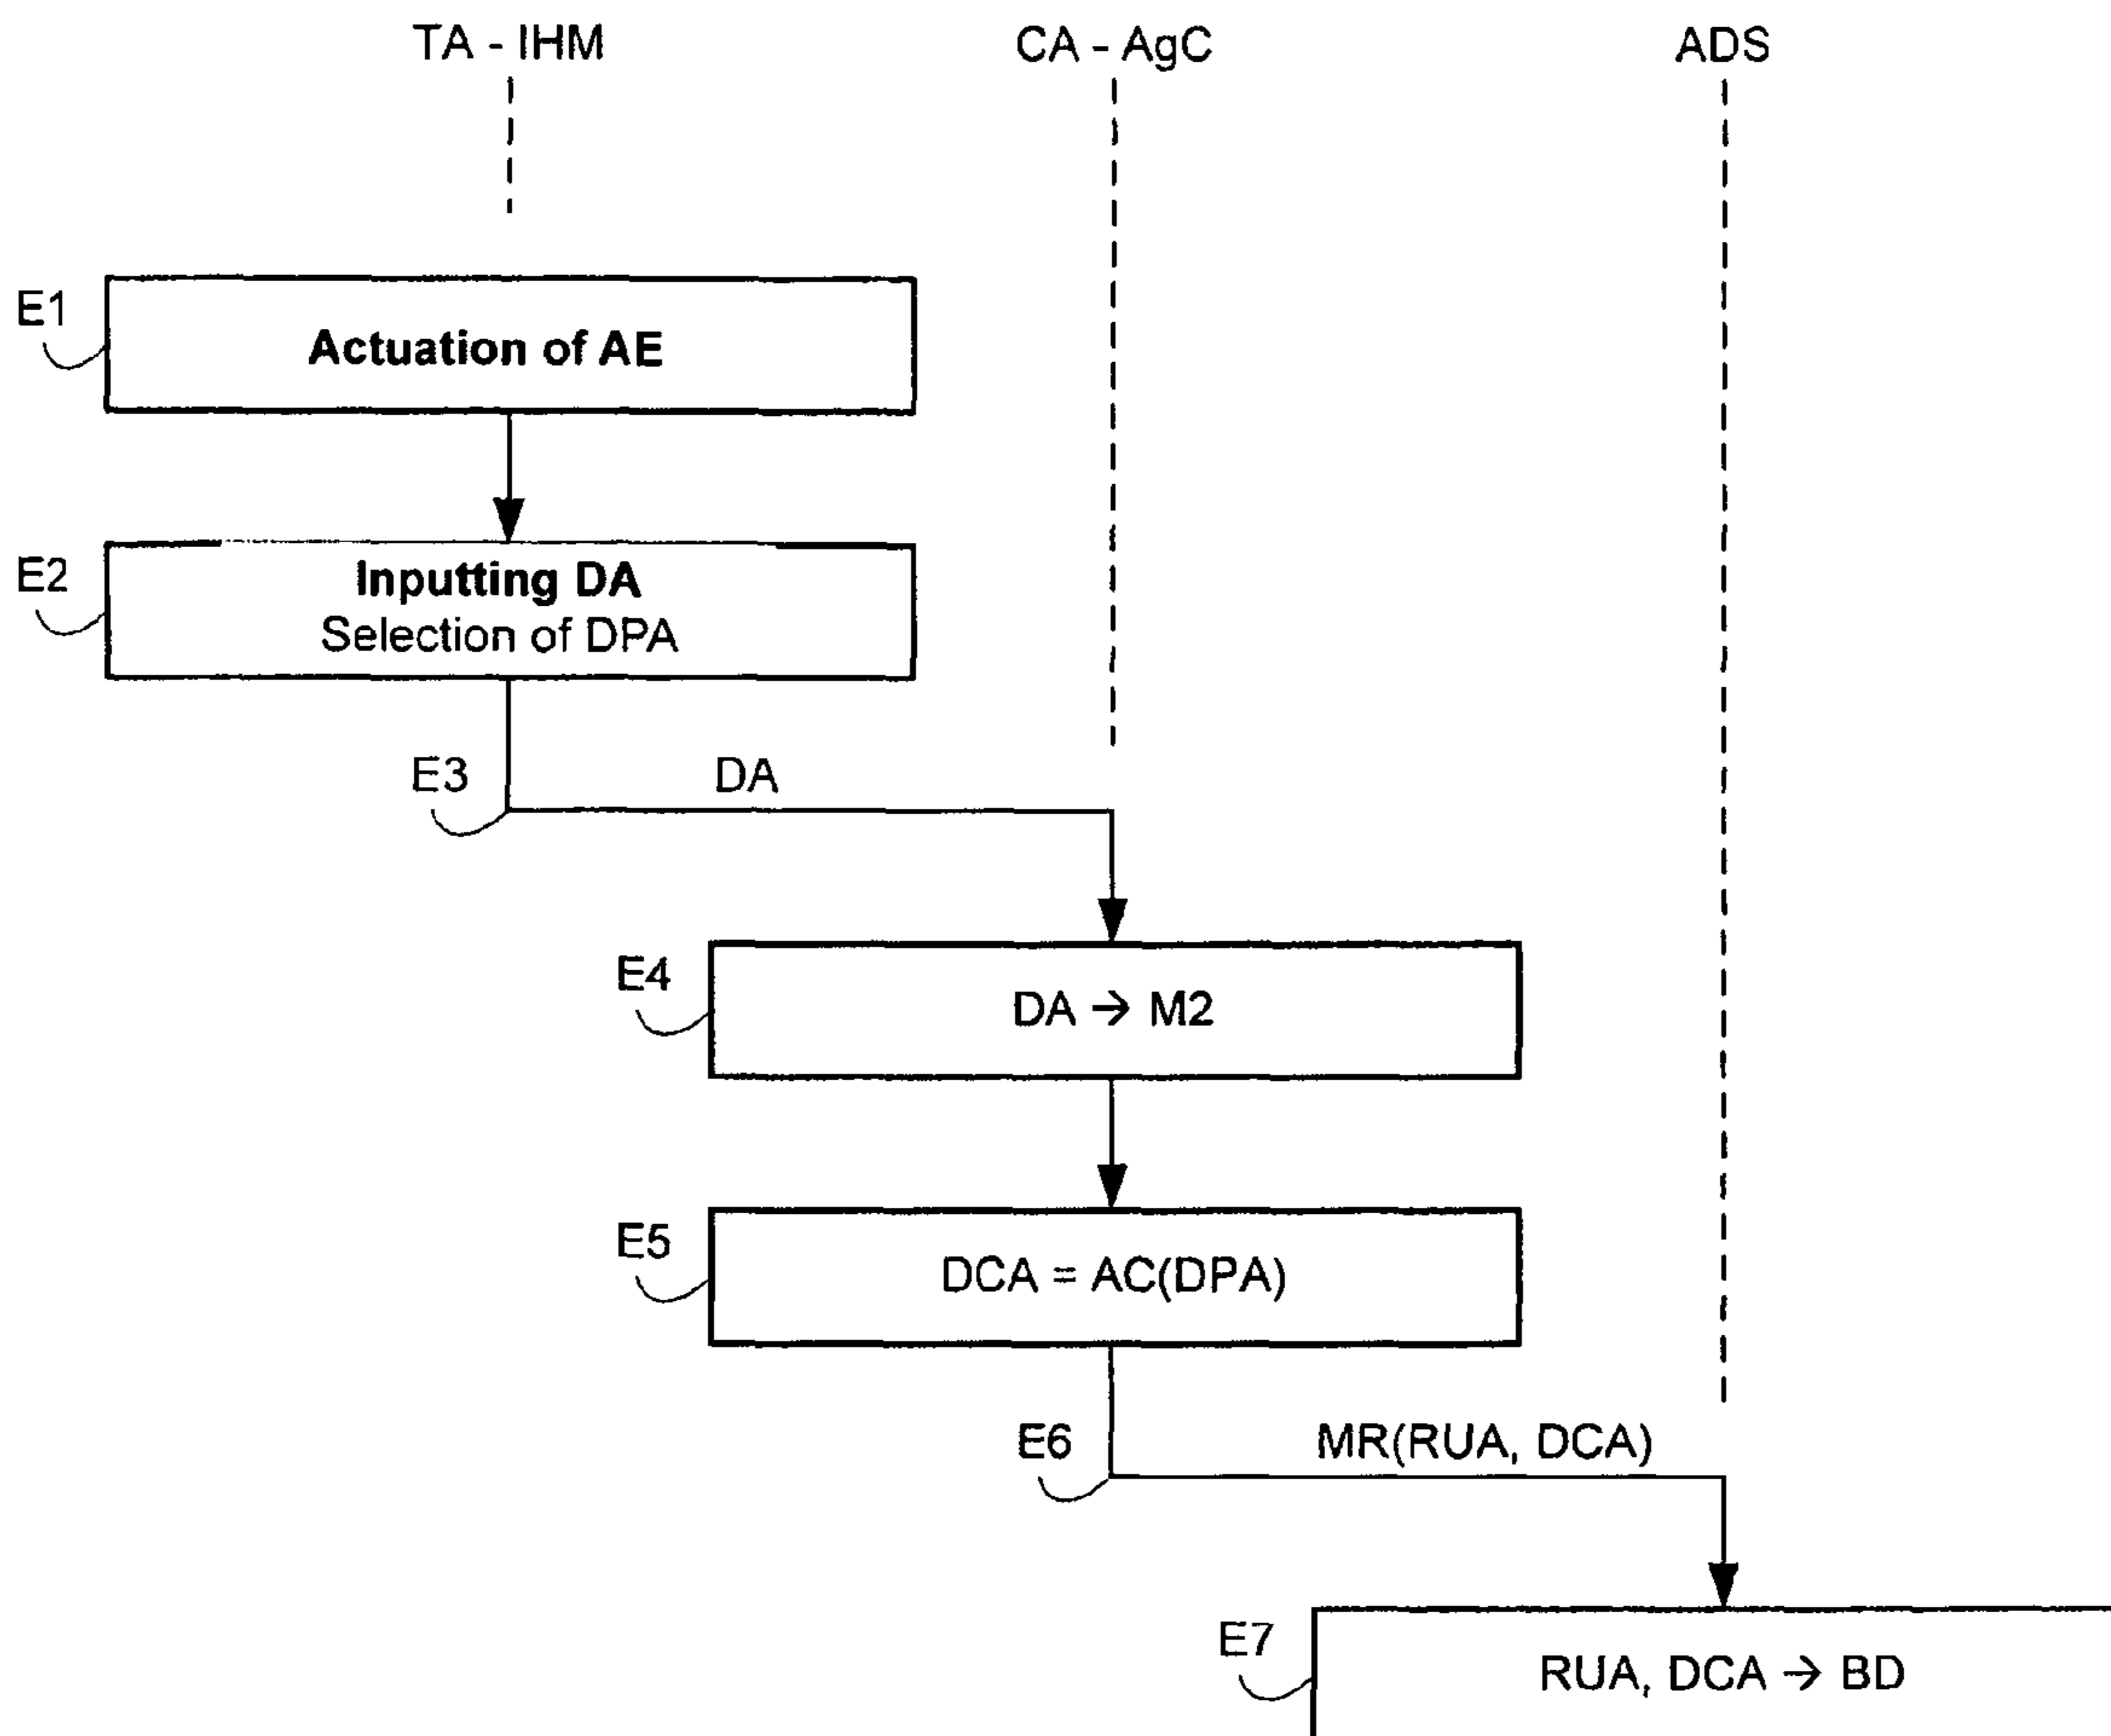 TA - IHM
CA - AgC
ADS
E1
Actuation of AE
E2
Inputting DA
Selection of DPA
E3
DA
E4
DA → M2
E5
DCA = AC(DPA)
E6
MR(RUA, DCA)
E7
RUA, DCA → BD